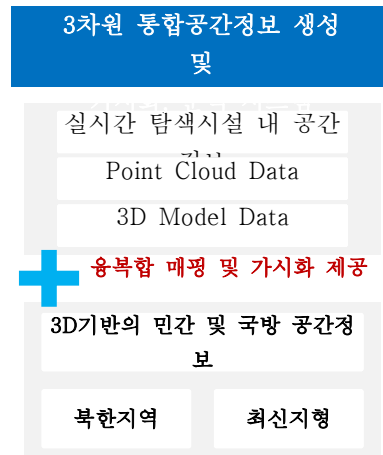 3차원 통합공간정보 생성
및
실시간 탐색시설 내 공간
Point Cloud Data
3D Model Data
융복합 매핑 및 가시화 제공
3D기반의 민간 및 국방 공간정
보
북한지역
최신지형